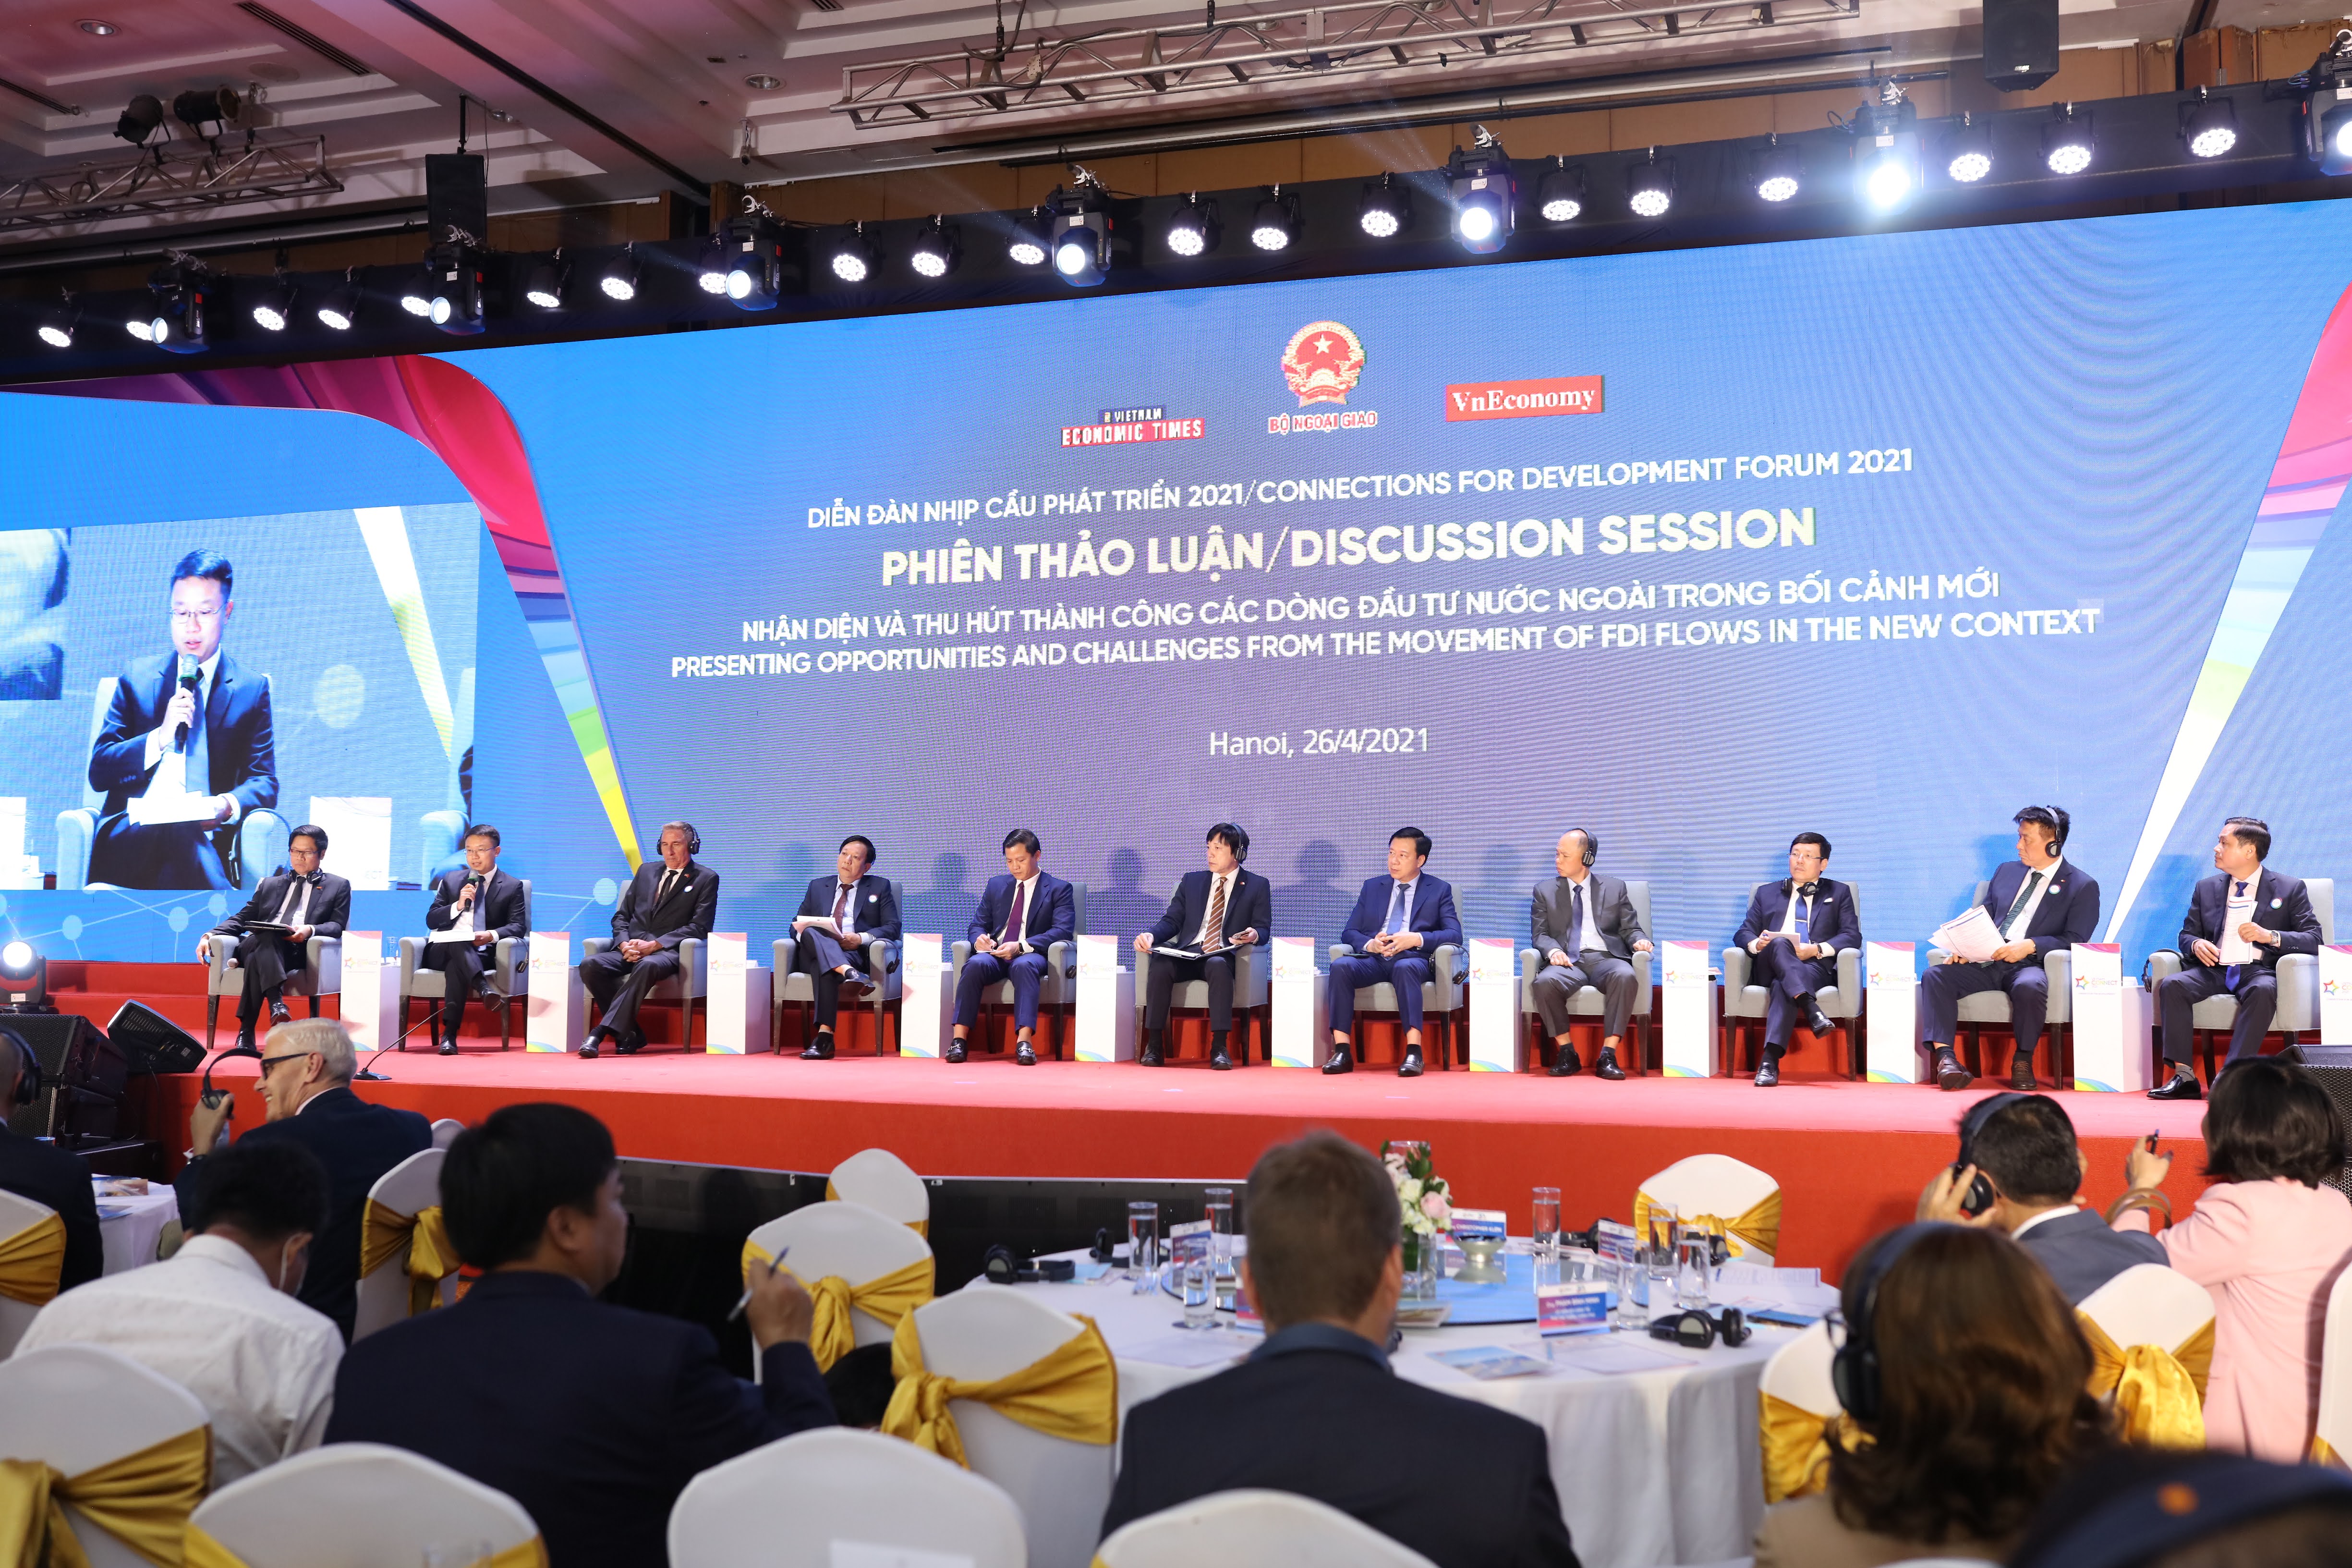 VIETNAM
ECONOMIC TIMES
BỘ NGOẠI GIAO
VnEconomy
DIỄN ĐÀN NHỊP CẦU PHÁT TRIỂN 2021/CONNECTIONS FOR DEVELOPMENT FORUM 2021
PHIÊN THẢO LUẬN/DISCUSSION SESSION
NHẬN DIỆN VÀ THU HÚT THÀNH CÔNG CÁC DÒNG ĐẦU TƯ NƯỚC NGOÀI TRONG BỐI CẢNH MỚI
PRESENTING OPPORTUNITIES AND CHALLENGES FROM THE MOVEMENT OF FDI FLOWS IN THE NEW CONTEXT
Hanoi, 26/4/2021